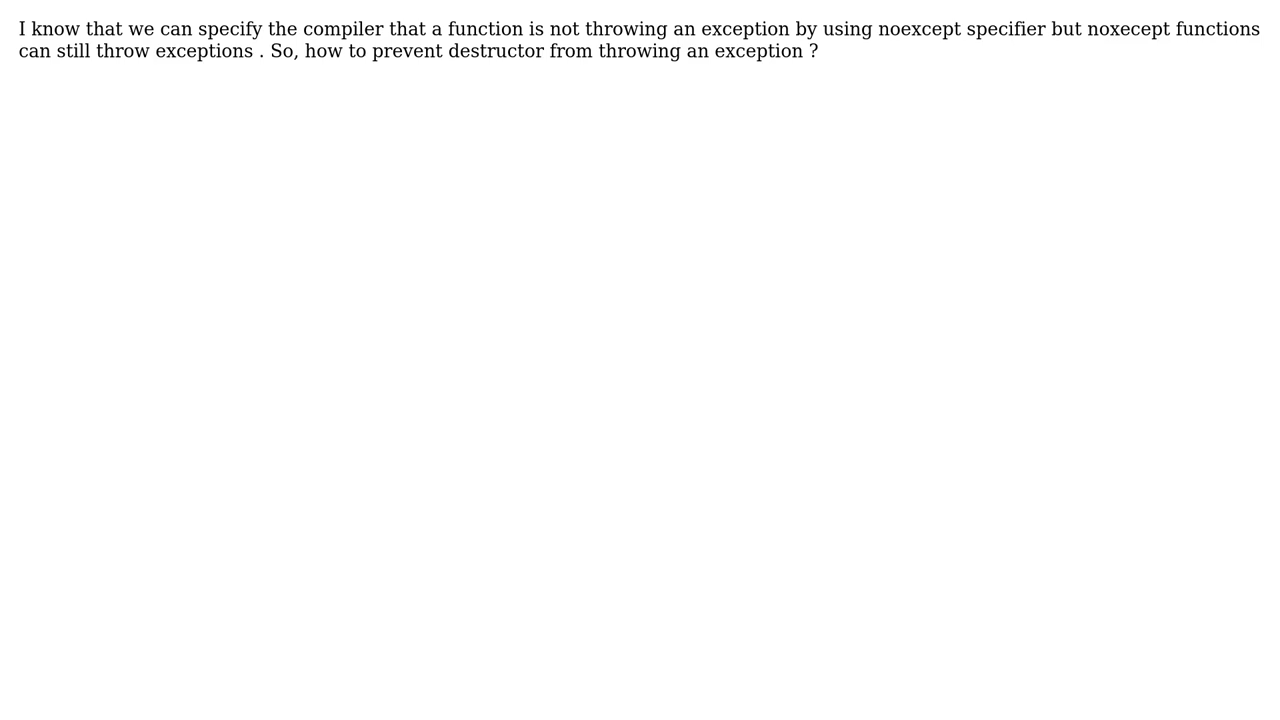 I know that we can specify the compiler that a function is not throwing an exception by using noexcept specifier but noxecept functions
can still throw exceptions . So, how to prevent destructor from throwing an exception ?